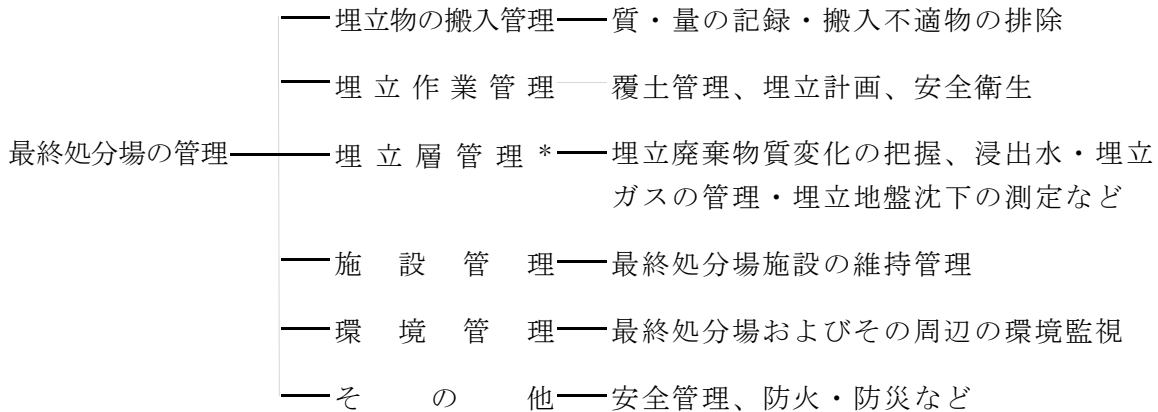 埋立物の搬入管理 質・量の記録・搬入不適物の排除
埋立作業管理 覆土管理、埋立計画、安全衛生
最終処分場の管理 埋立層管理* 埋立廃棄物質変化の把握、浸出水・埋立
ガスの管理・埋立地盤沈下の測定など
施設管理 最終処分場施設の維持管理
環境管理 最終処分場およびその周辺の環境監視
その他 安全管理、防火・防災など